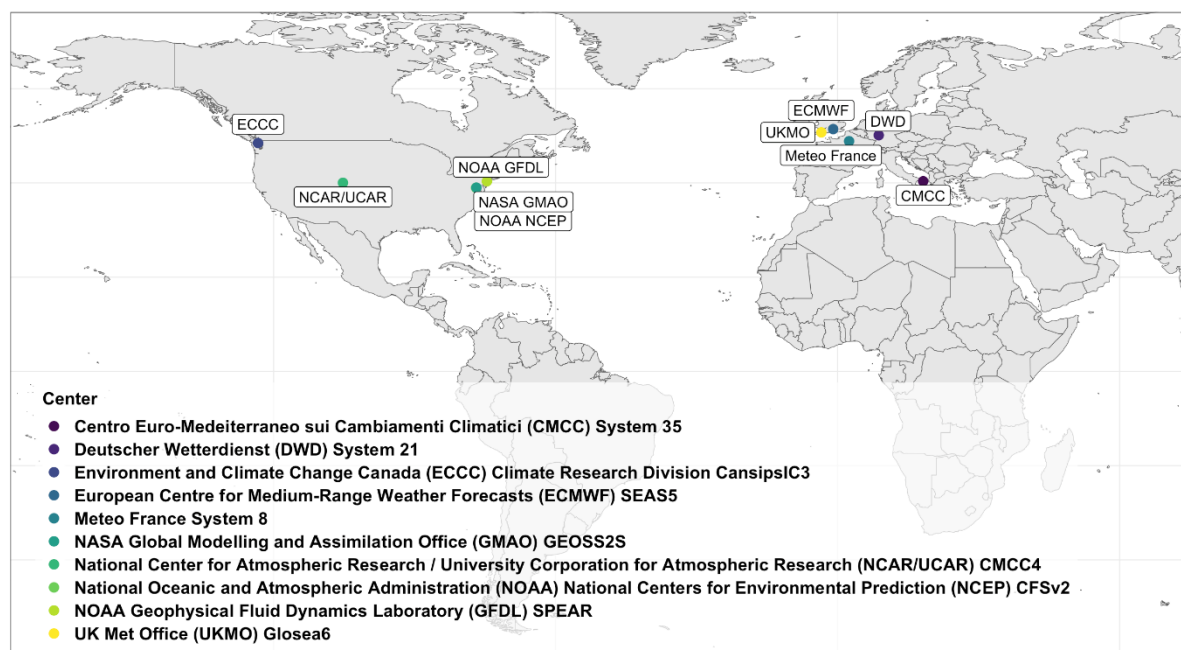 ECCC
ECMWF
UKMO
DWD
Meteo France
NOAA GFDL
NCAR/UCAR
NASA GMAO
CMCC
NOAA NCEP
Center
Centro Euro-Medeiterraneo sui Cambiamenti Climatici (CMCC) System 35
Deutscher Wetterdienst (DWD) System 21
Environment and Climate Change Canada (ECCC) Climate Research Division CansipsIC3
European Centre for Medium-Range Weather Forecasts (ECMWF) SEAS5
Meteo France System 8
NASA Global Modelling and Assimilation Office (GMAO) GEOSS2S
National Center for Atmospheric Research / University Corporation for Atmospheric Research (NCAR/UCAR) CMCC4
National Oceanic and Atmospheric Administration (NOAA) National Centers for Environmental Prediction (NCEP) CFSv2
NOAA Geophysical Fluid Dynamics Laboratory (GFDL) SPEAR
UK Met Office (UKMO) Glosea6